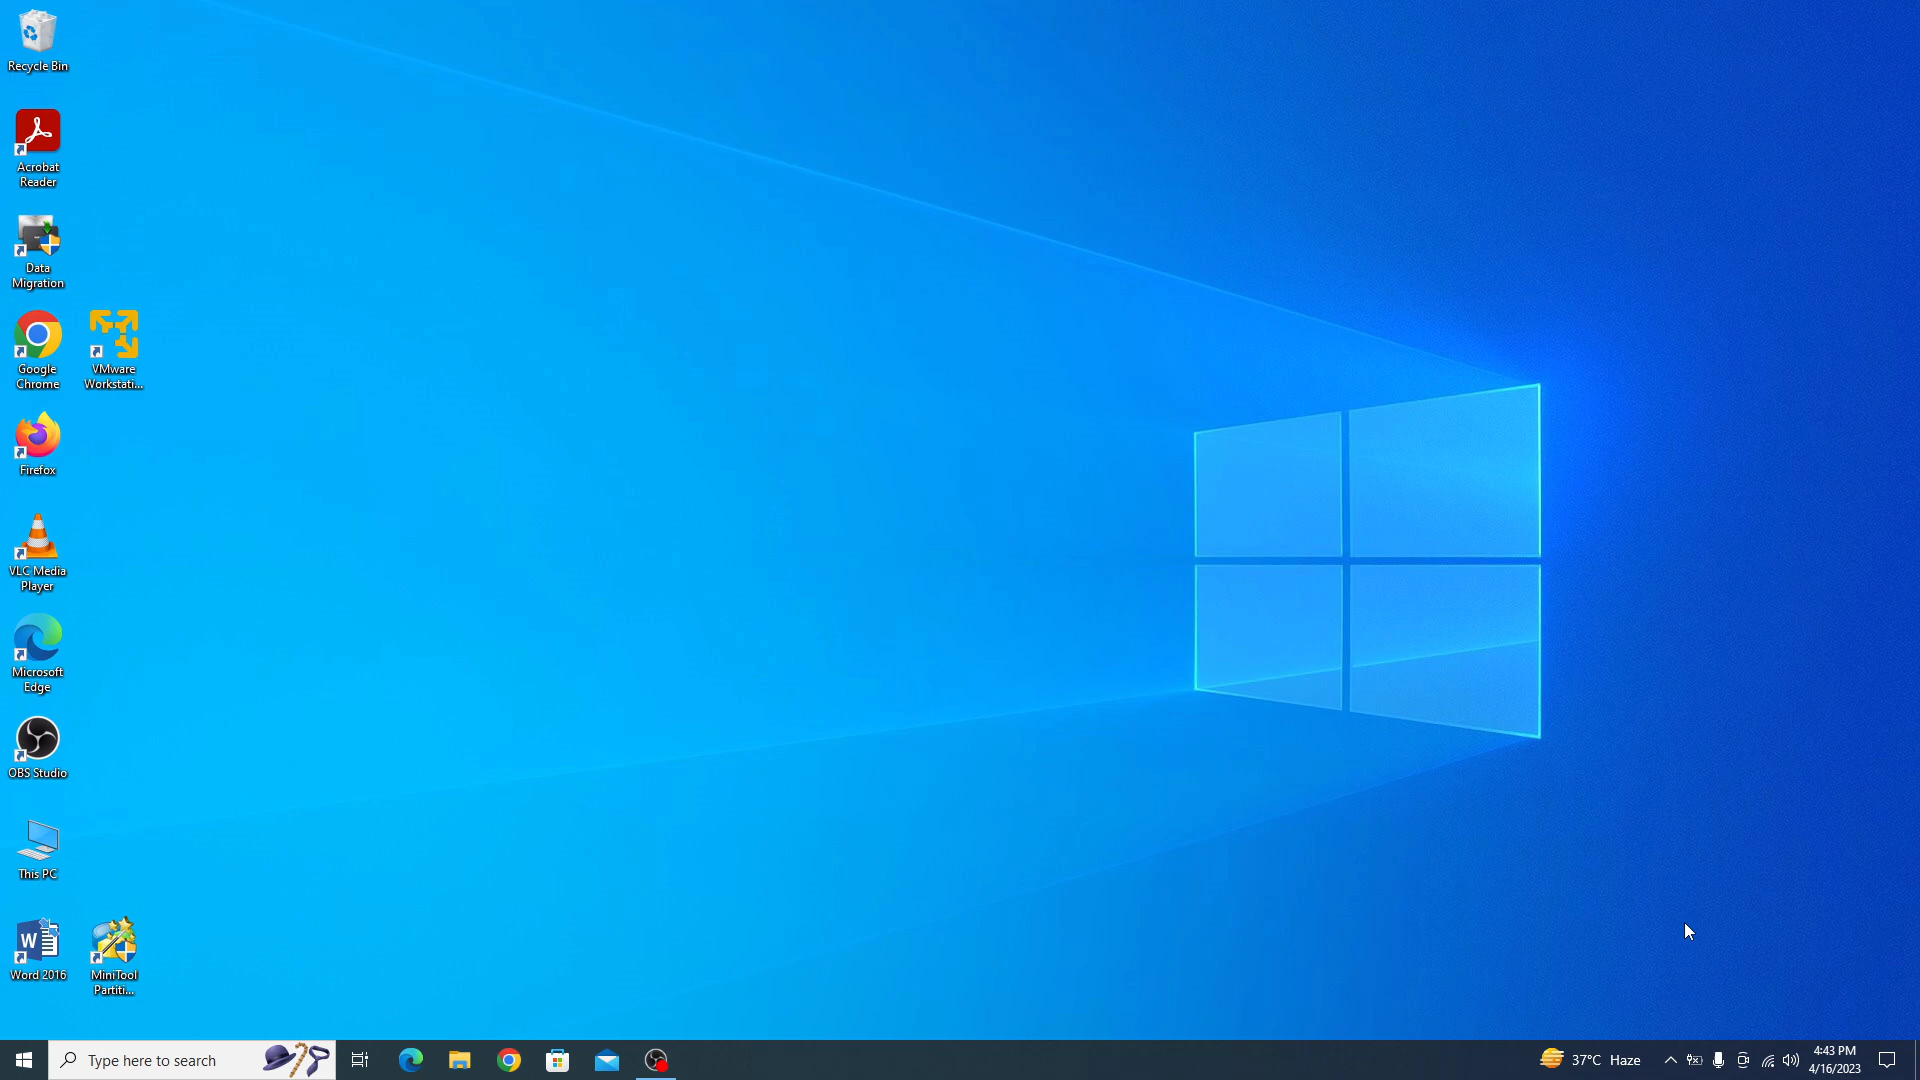 Recycle Bin
Acrobat
Reader
Data
Migration
Google
Chrome
VMware
Workstati...
Firefox
VLC Media
Player
Microsoft
Edge
OBS Studio
This PC
W
Word 2016
MiniTool
Partiti...
Type here to search
37°C Haze
4:43 PM
4/16/2023